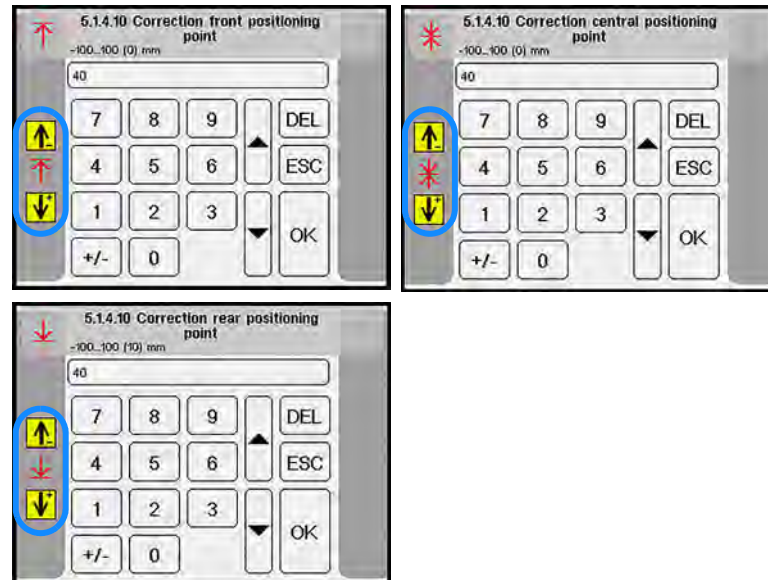 5.1.4.10 Correction front positioning
point
-100...100 (0) mm
40
7 8 9 DEL
4 5 6 ESC
1 2 3
OK
+/- 0
5.1.4.10 Correction central positioning
point
-100...100 (0) mm
40
7 8 9 DEL
4 5 6 ESC
1 2 3
OK
+/- 0
5.1.4.10 Correction rear positioning
point
-100...100 (10) mm
40
7 8 9 DEL
4 5 6 ESC
1 2 3
OK
+/- 0